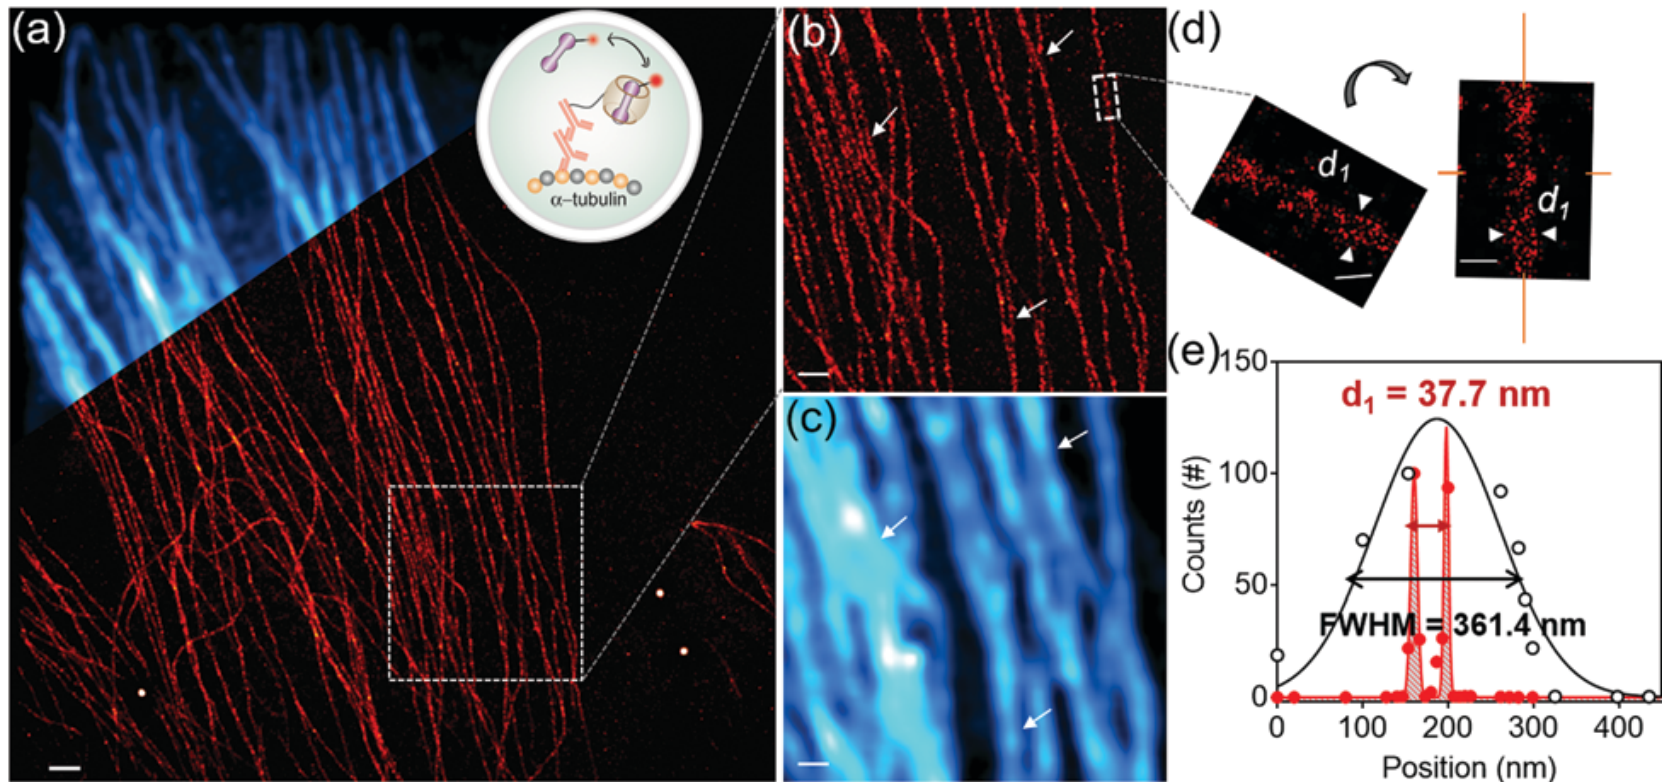 (a)
α–tubulin
(b)
(c)
(d)
d1
d1
(e)
150
d1 = 37.7 nm
100
50
FWHM = 361.4 nm
0
0 100 200 300 400
Counts (#)
Position (nm)